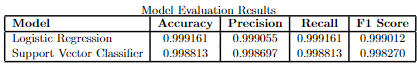 Model Evaluation Results
Model Accuracy Precision Recall F1 Score
Logistic Regression 0.999161 0.999055 0.999161 0.999012
Support Vector Classifier 0.998813 0.998697 0.998813 0.998270